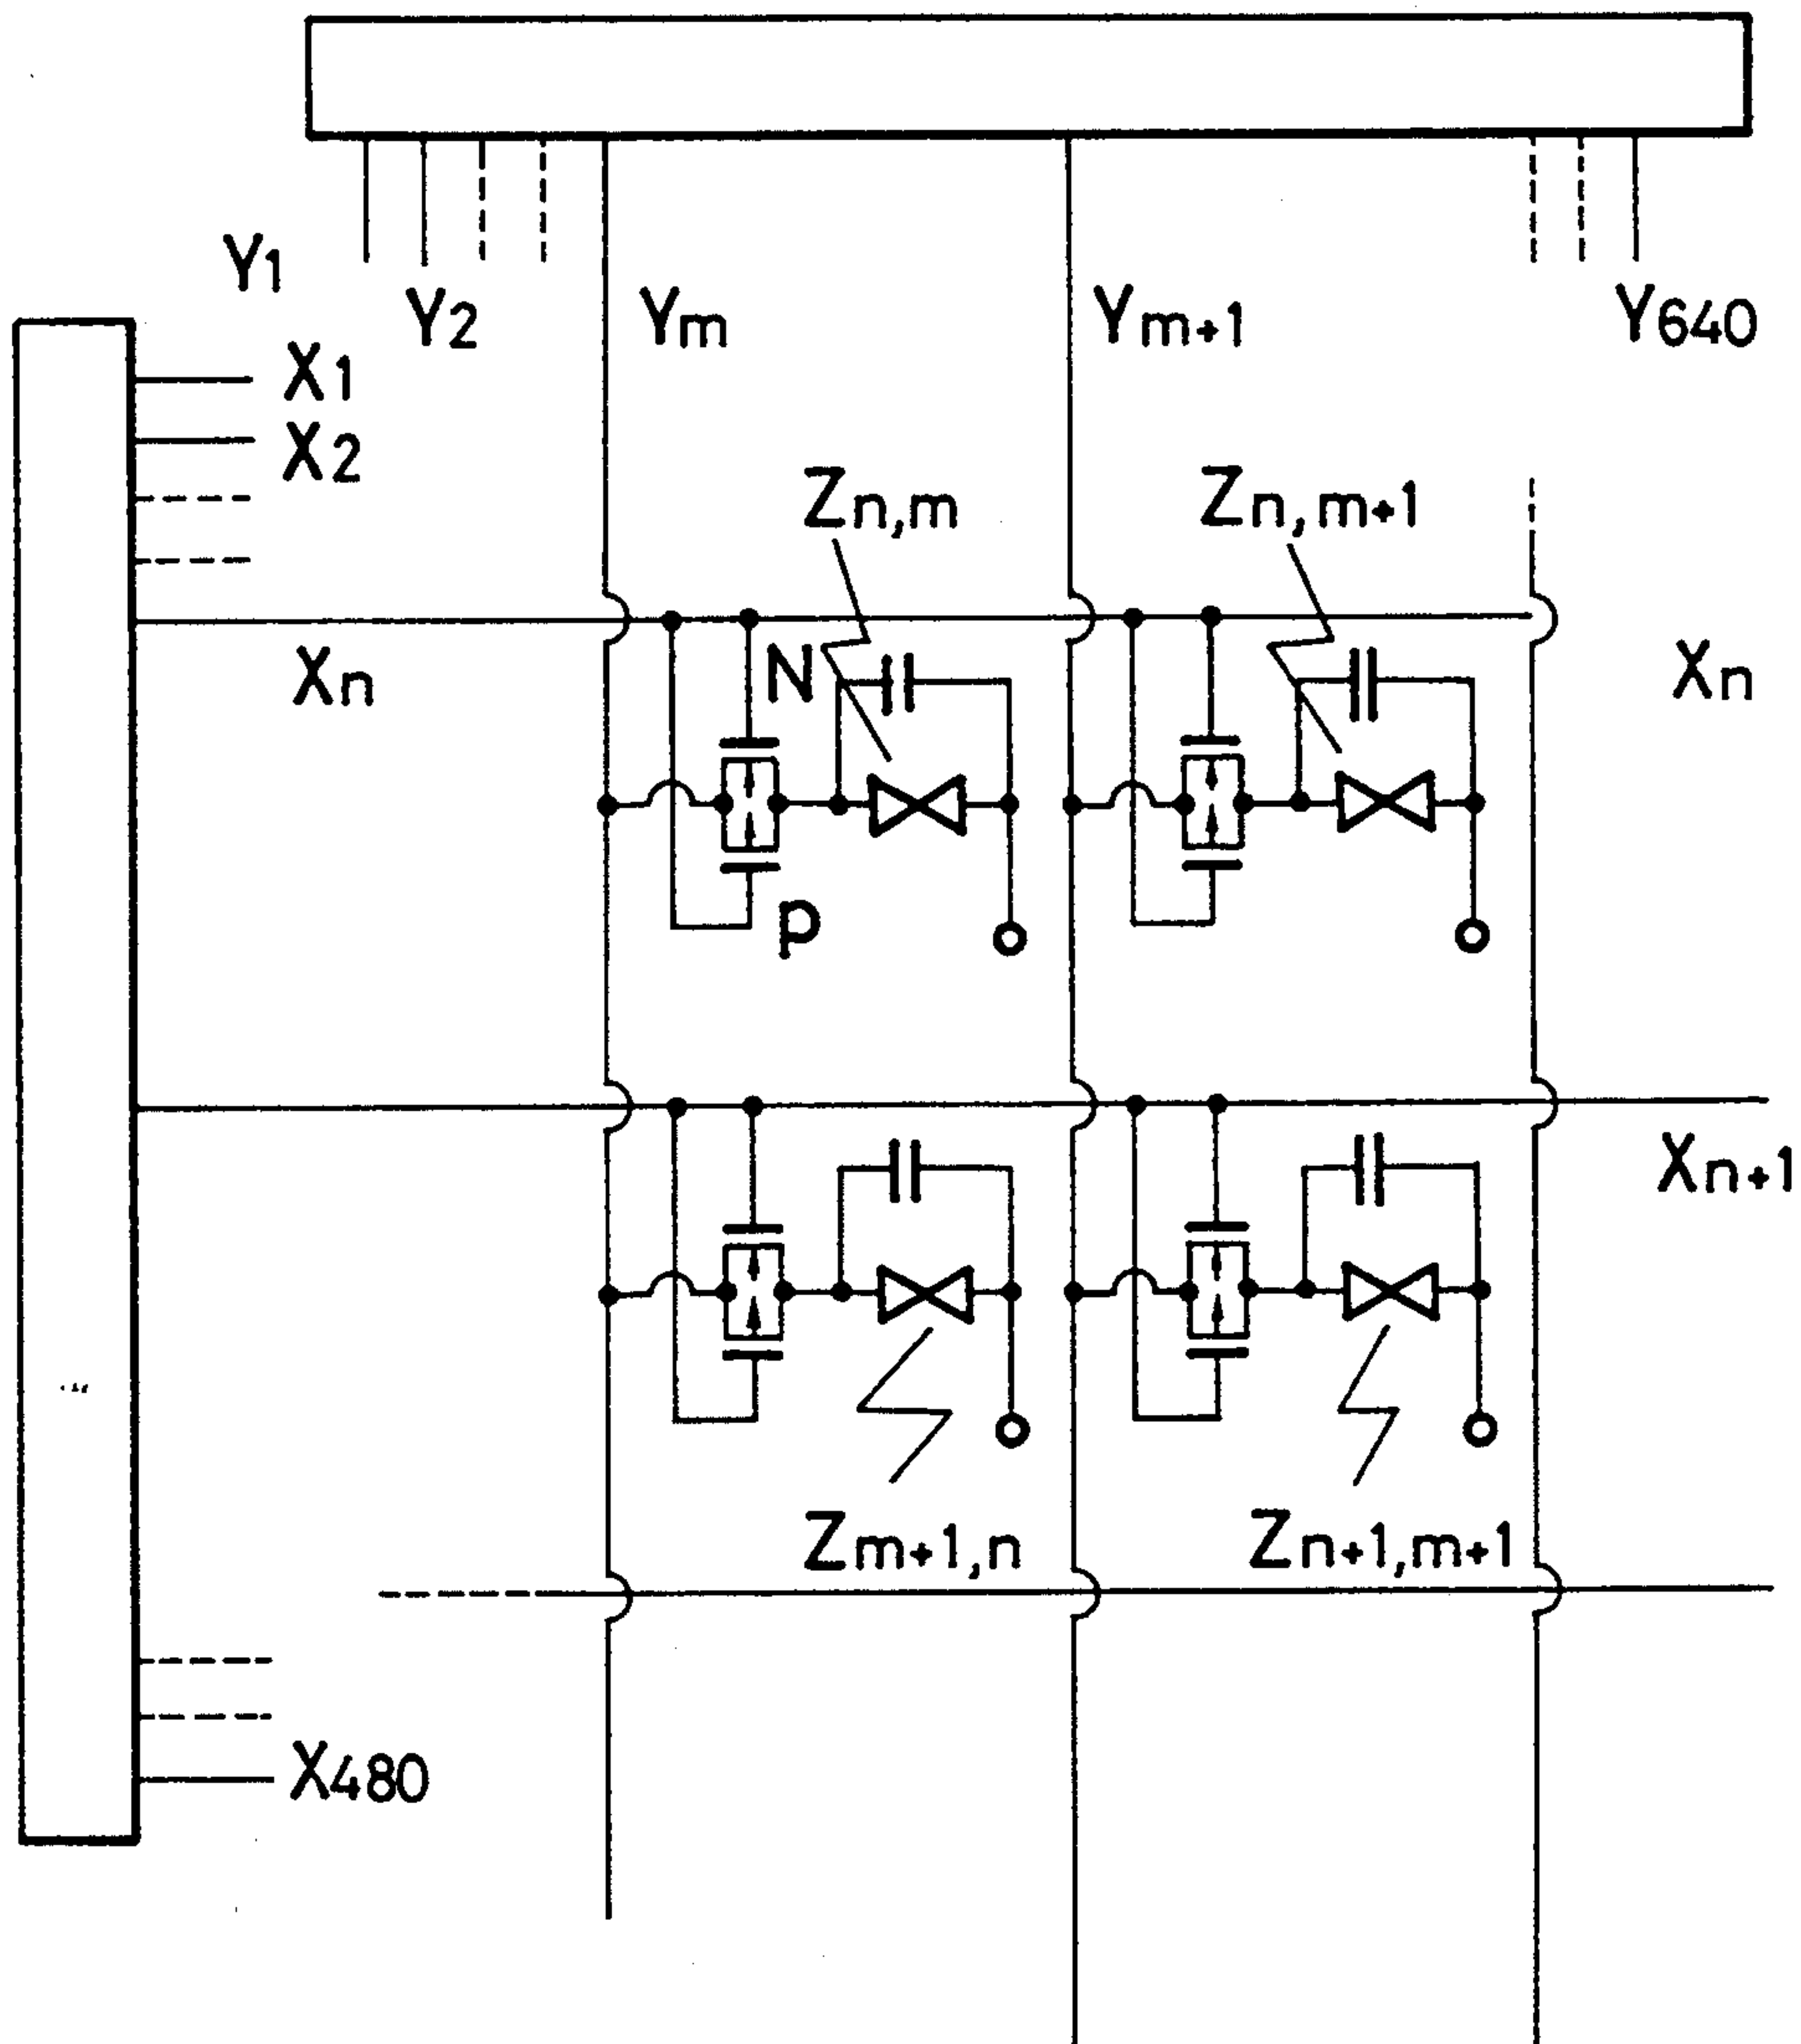 Y1
Y2
Ym
Ym+1
Y640
X1
X2
Zn,m
Zn,m+1
Xn
N
Xn
P
Xn+1
Zm+1,n
Zn+1,m+1
X480